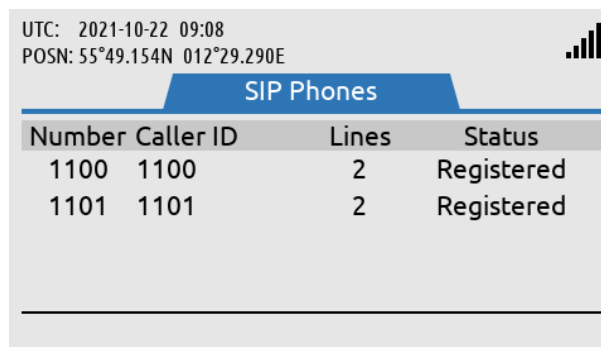 UTC: 2021-10-22 09:08
POSN: 55°49.154N 012°29.290E
SIP Phones
Number Caller ID Lines Status
1100 1100 2 Registered
1101 1101 2 Registered